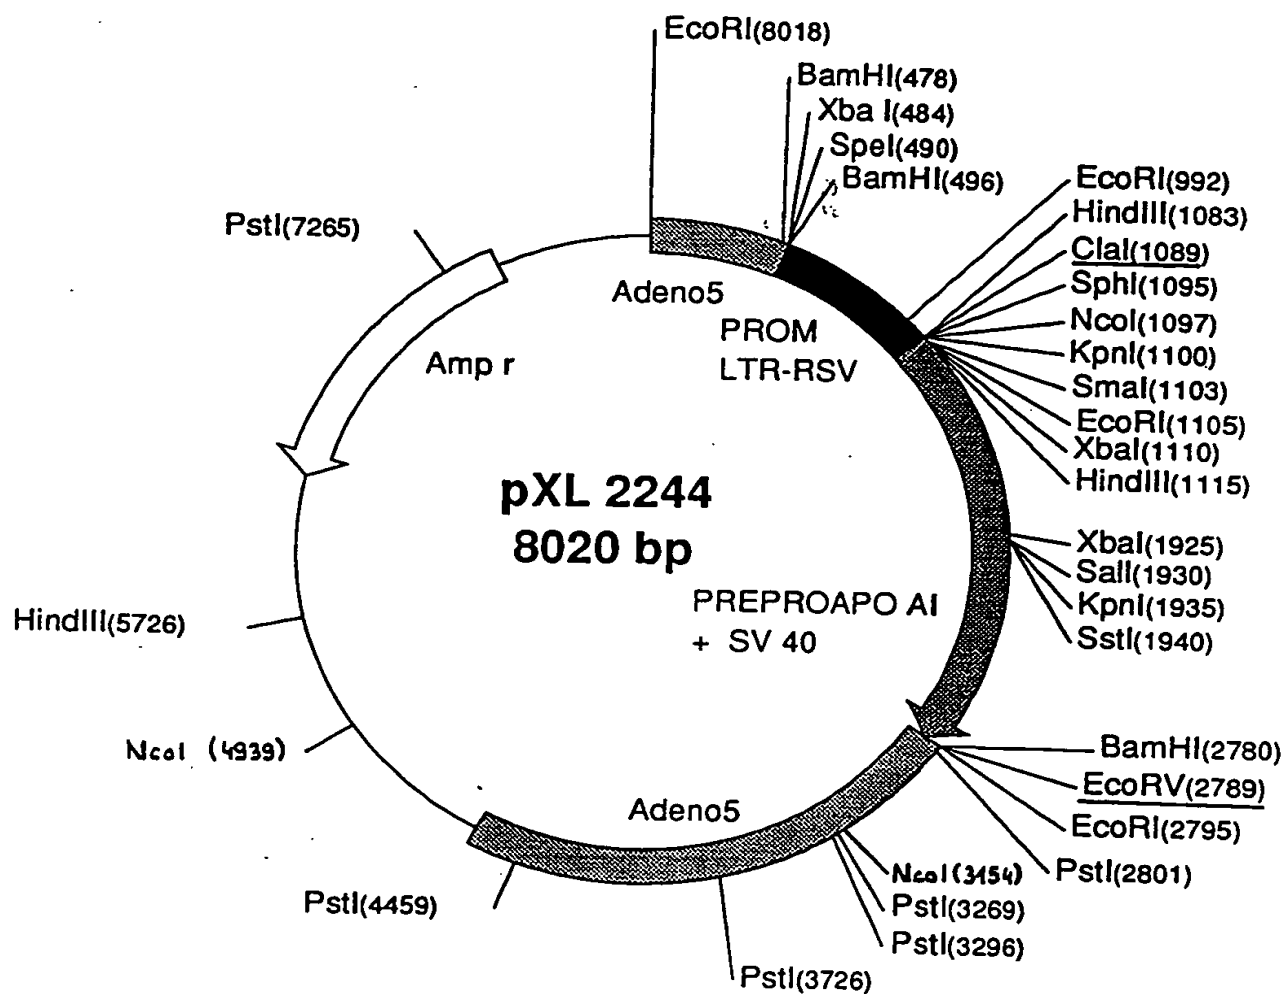 EcoRI(8018)
BamHI(478)
Xba I(484)
SpeI(490)
BamHI(496)
EcoRI(992)
HindIII(1083)
ClaI(1089)
SphI(1095)
NcoI(1097)
KpnI(1100)
SmaI(1103)
EcoRI(1105)
XbaI(1110)
HindIII(1115)
PstI(7265)
Adeno5
PROM
LTR-RSV
Amp r
pXL 2244
8020 bp
XbaI(1925)
SalI(1930)
KpnI(1935)
SstI(1940)
PREPROAPO AI
+ SV 40
HindIII(5726)
NcoI (4939)
BamHI(2780)
EcoRV(2789)
EcoRI(2795)
PstI(2801)
Adeno5
NcoI(3154)
PstI(3269)
PstI(3296)
PstI(4459)
PstI(3726)